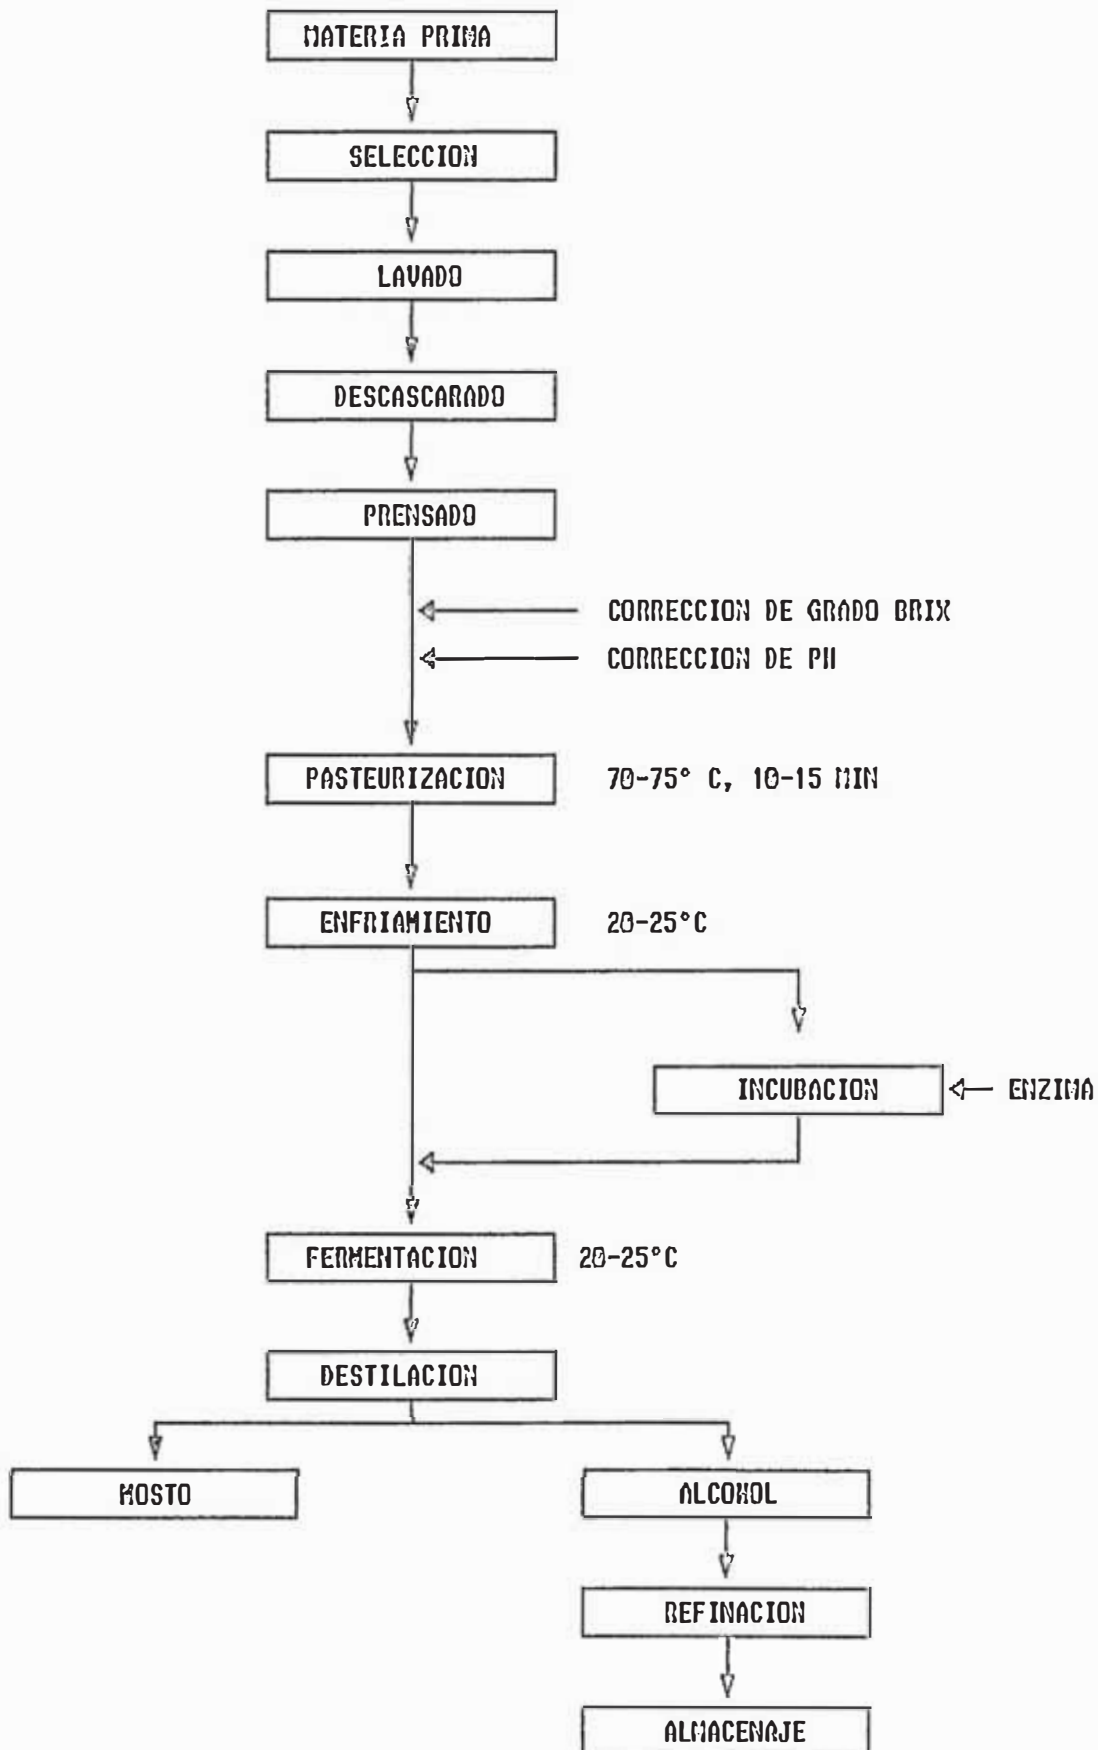 MATERIA PRIMA
SELECCION
LAVADO
DESCASCARADO
PRENSADO
CORRECCION DE GRADO BRIX
CORRECCION DE PH
PASTEURIZACION 70-75° C, 10-15 MIN
ENFRIAMIENTO 20-25°C
INCUBACION ENZIMA
FERMENTACION 20-25°C
DESTILACION
MOSTO ALCOHOL
REFINACION
ALMACENAJE